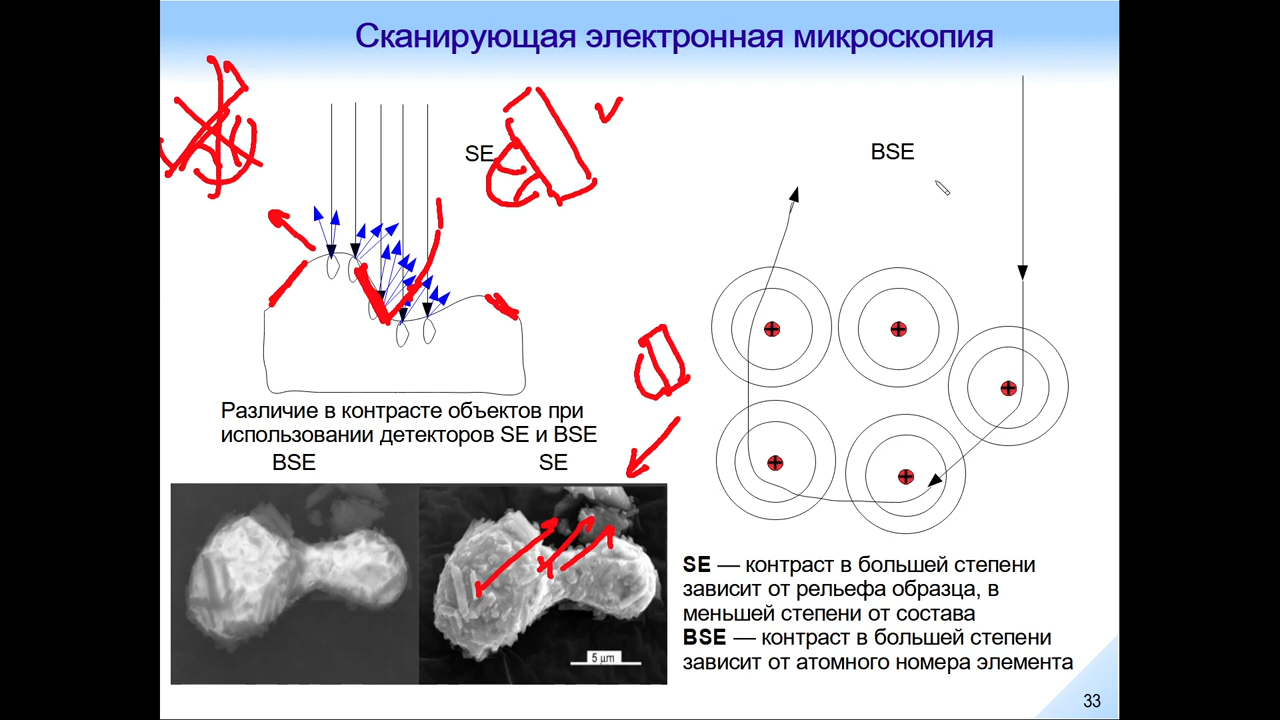 Сканирующая электронная микроскопия
SE
BSE
Различие в контрасте объектов при
использовании детекторов SE и BSE
BSE
SE
5 μm
SE — контраст в большей степени
зависит от рельефа образца, в
меньшей степени от состава
BSE — контраст в большей степени
зависит от атомного номера элемента
33